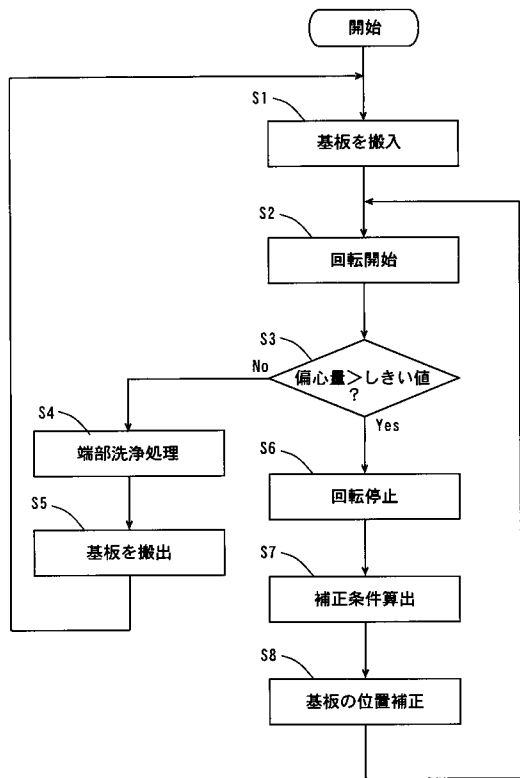 開始
S1
基板を搬入
S2
回転開始
S3
偏心量>しきい値
?
No
Yes
S4
端部洗浄処理
S5
基板を搬出
S6
回転停止
S7
補正条件算出
S8
基板の位置補正